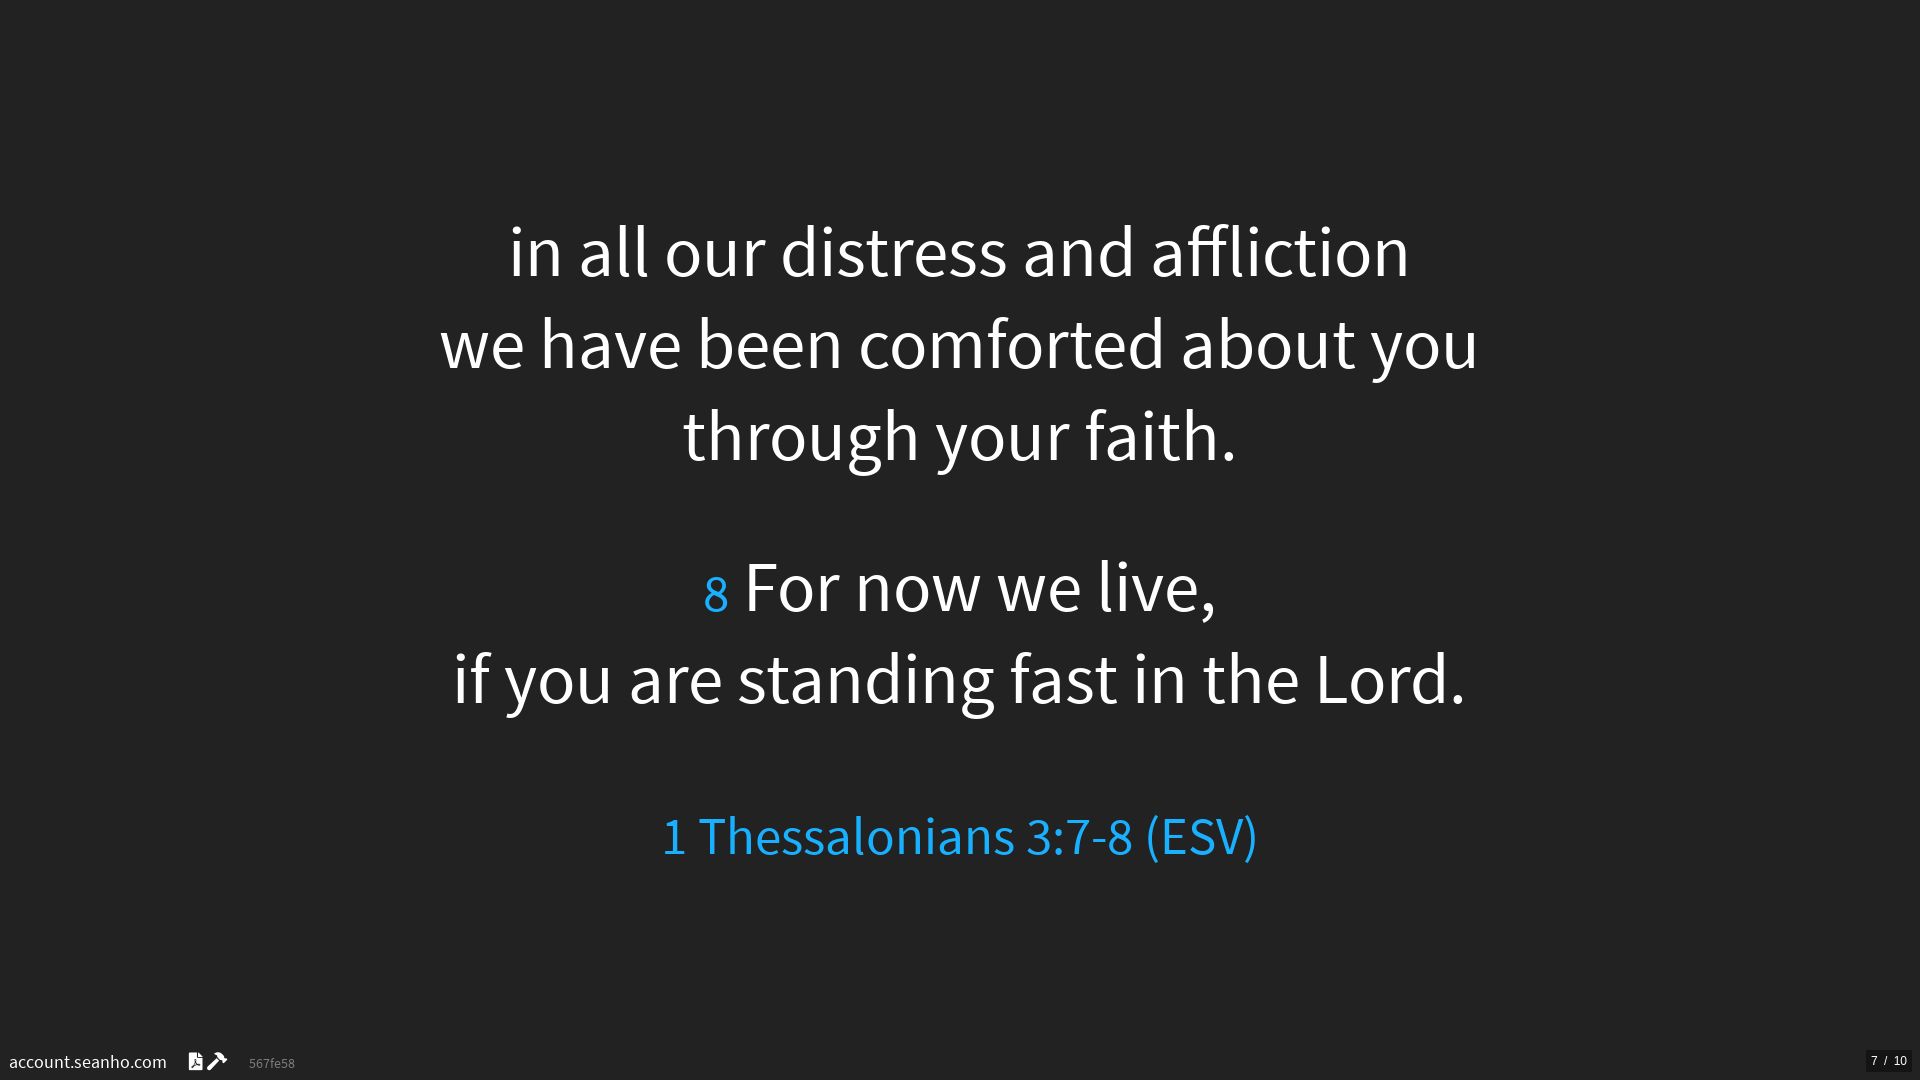 in all our distress and affliction
we have been comforted about you
through your faith.
8 For now we live,
if you are standing fast in the Lord.
1 Thessalonians 3:7-8 (ESV)
account.seanho.com 567fe58
7 / 10